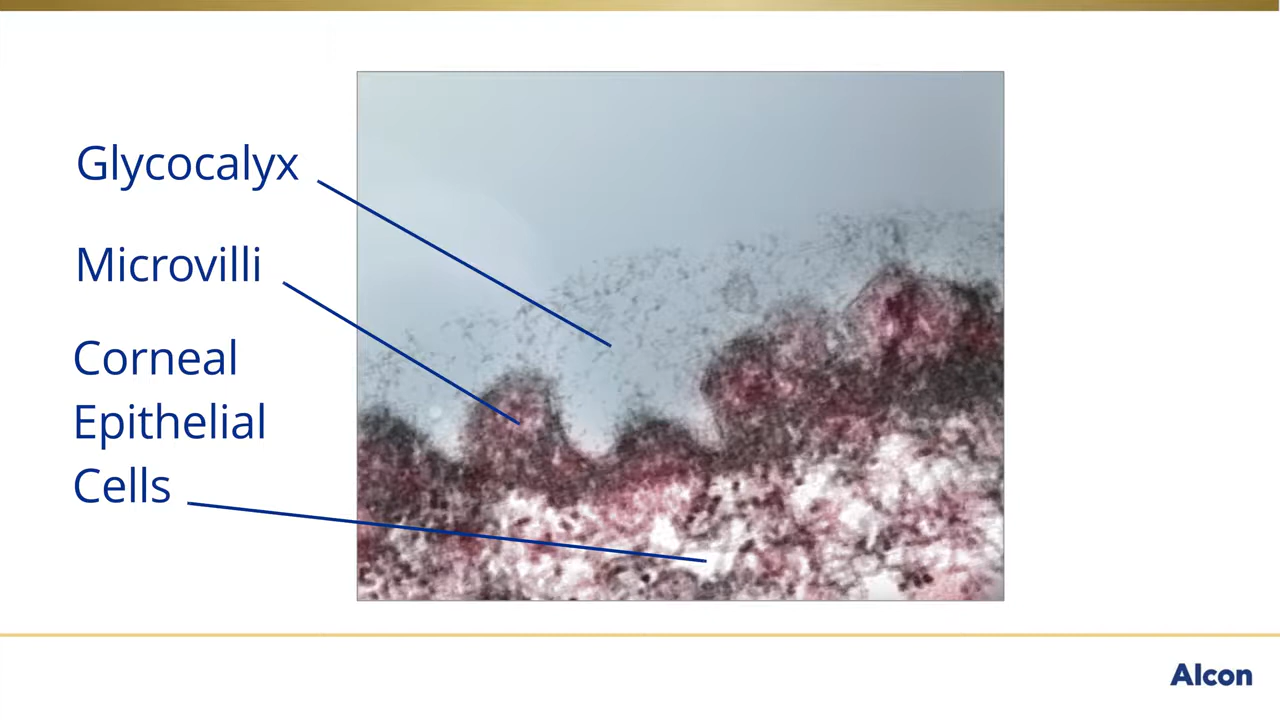 Glycocalyx
Microvilli
Corneal
Epithelial
Cells
Alcon